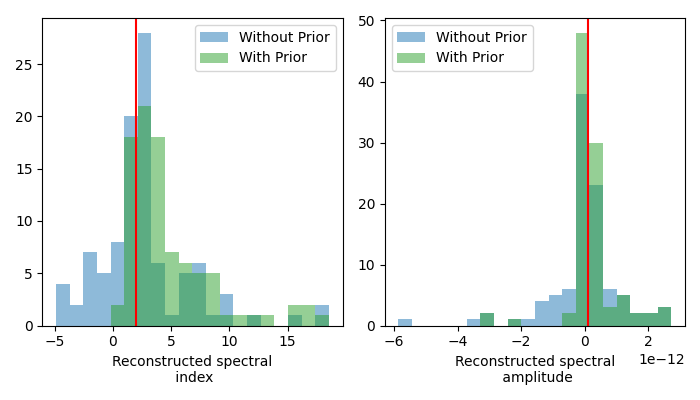 Without Prior
With Prior
0
5
10
15
20
25
−5
0
5
10
15
Reconstructed spectral
index
Without Prior
With Prior
0
10
20
30
40
50
−6
−4
−2
0
2
1e−12
Reconstructed spectral
amplitude